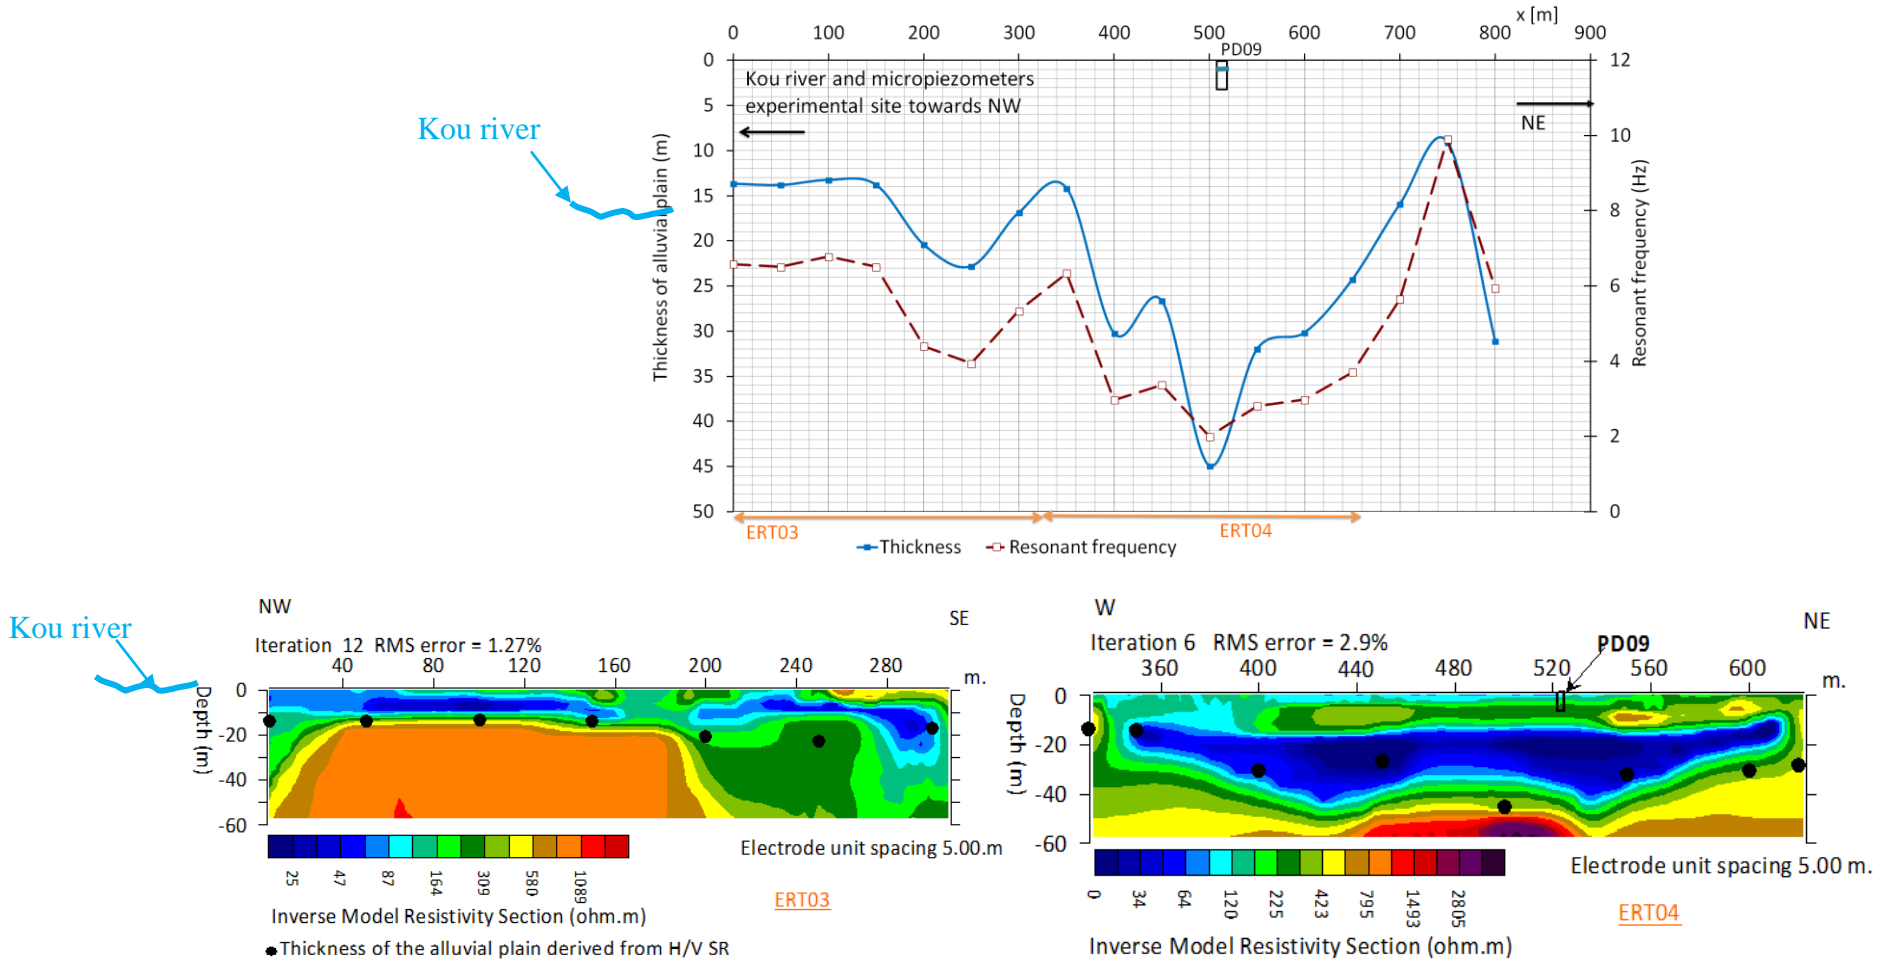 x [m]
0 100 200 300 400 500 600 700 800 900
PD09
0 5 10 15 20 25 30 35 40 45 50
Thickness of alluvial plain (m)
12 10 8 6 4 2 0
Resonant frequency (Hz)
Kou river and micropiezometers
experimental site towards NW
NE
Kou river
ERT03
ERT04
Thickness
Resonant frequency
NW
SE
Kou river
Iteration 12 RMS error = 1.27%
40 80 120 160 200 240 280
m.
Depth (m)
0
-20
-40
-60
25 47 87 164 309 580 1089
Electrode unit spacing 5.00.m
ERT03
Inverse Model Resistivity Section (ohm.m)
Thickness of the alluvial plain derived from H/V SR
W
NE
Iteration 6 RMS error = 2.9%
PD09
360 400 440 480 520 560 600
m.
Depth (m)
0
-20
-40
-60
0 34 64 120 225 423 795 1493 2805
Electrode unit spacing 5.00 m.
ERT04
Inverse Model Resistivity Section (ohm.m)